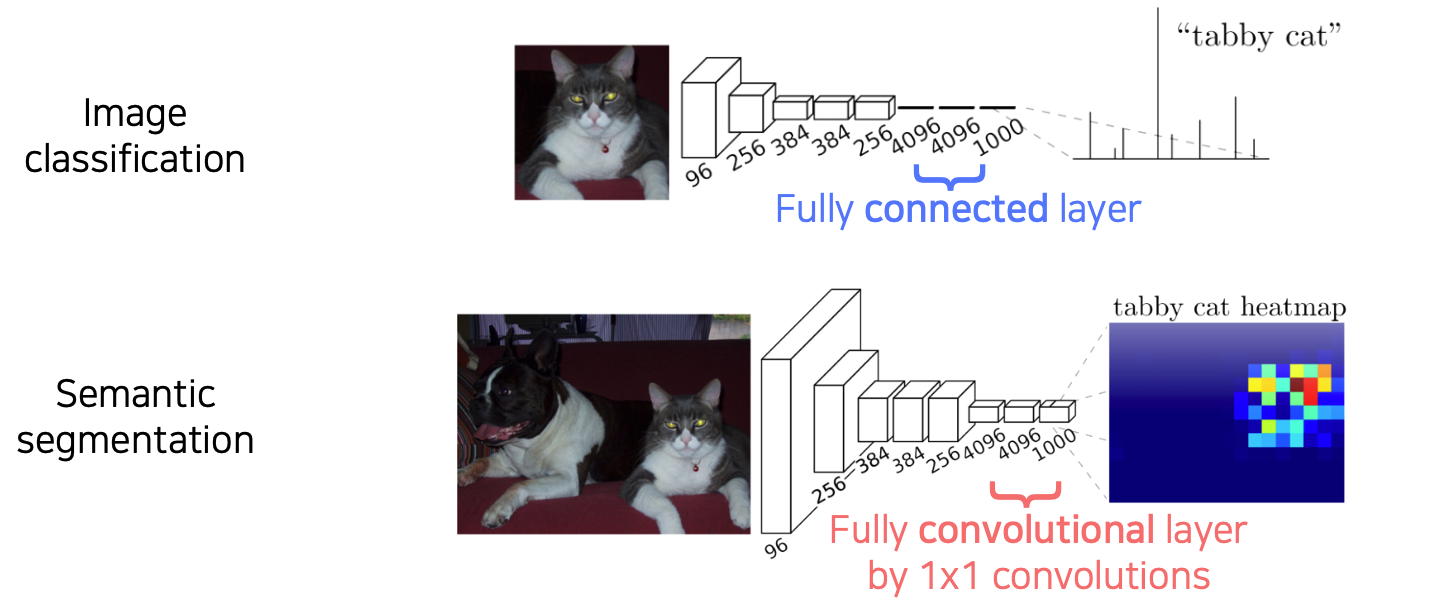 Image
classification
96
256
384
384
256
4096
4096
1000
“tabby cat”
Fully connected layer
Semantic
segmentation
96
256
384
384
256
4096
4096
1000
tabby cat heatmap
Fully convolutional layer
by 1x1 convolutions